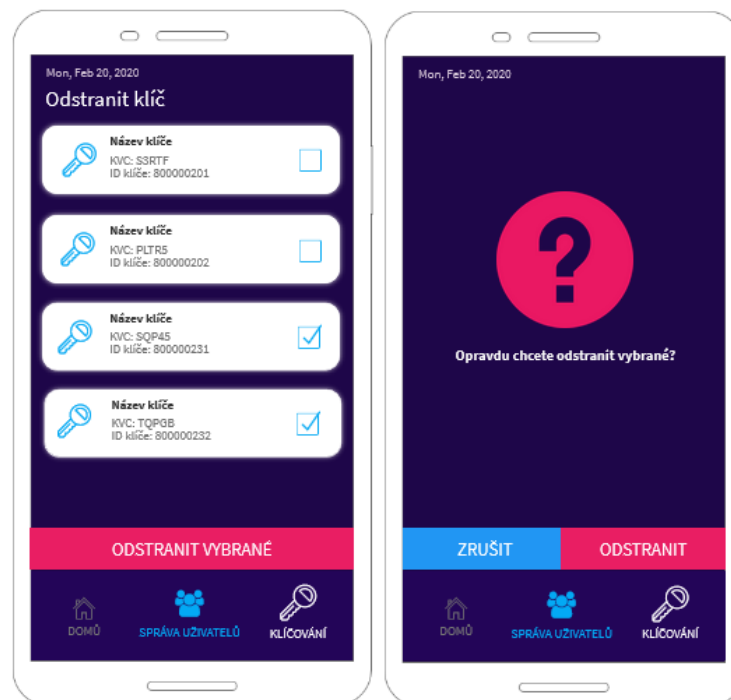 Mon, Feb 20, 2020
Odstranit klíč
Název klíče
KVC: S3RTF
ID klíče: 800000201
Název klíče
KVC: PLTR5
ID klíče: 800000202
Název klíče
KVC: SQP45
ID klíče: 800000231
Název klíče
KVC: TQPGB
ID klíče: 800000232
ODSTRANIT VYBRANÉ
DOMŮ
SPRÁVA UŽIVATELŮ
KLÍČOVÁNÍ
Mon, Feb 20, 2020
?
Opravdu chcete odstranit vybrané?
ZRUŠIT
ODSTRANIT
DOMŮ
SPRÁVA UŽIVATELŮ
KLÍČOVÁNÍ